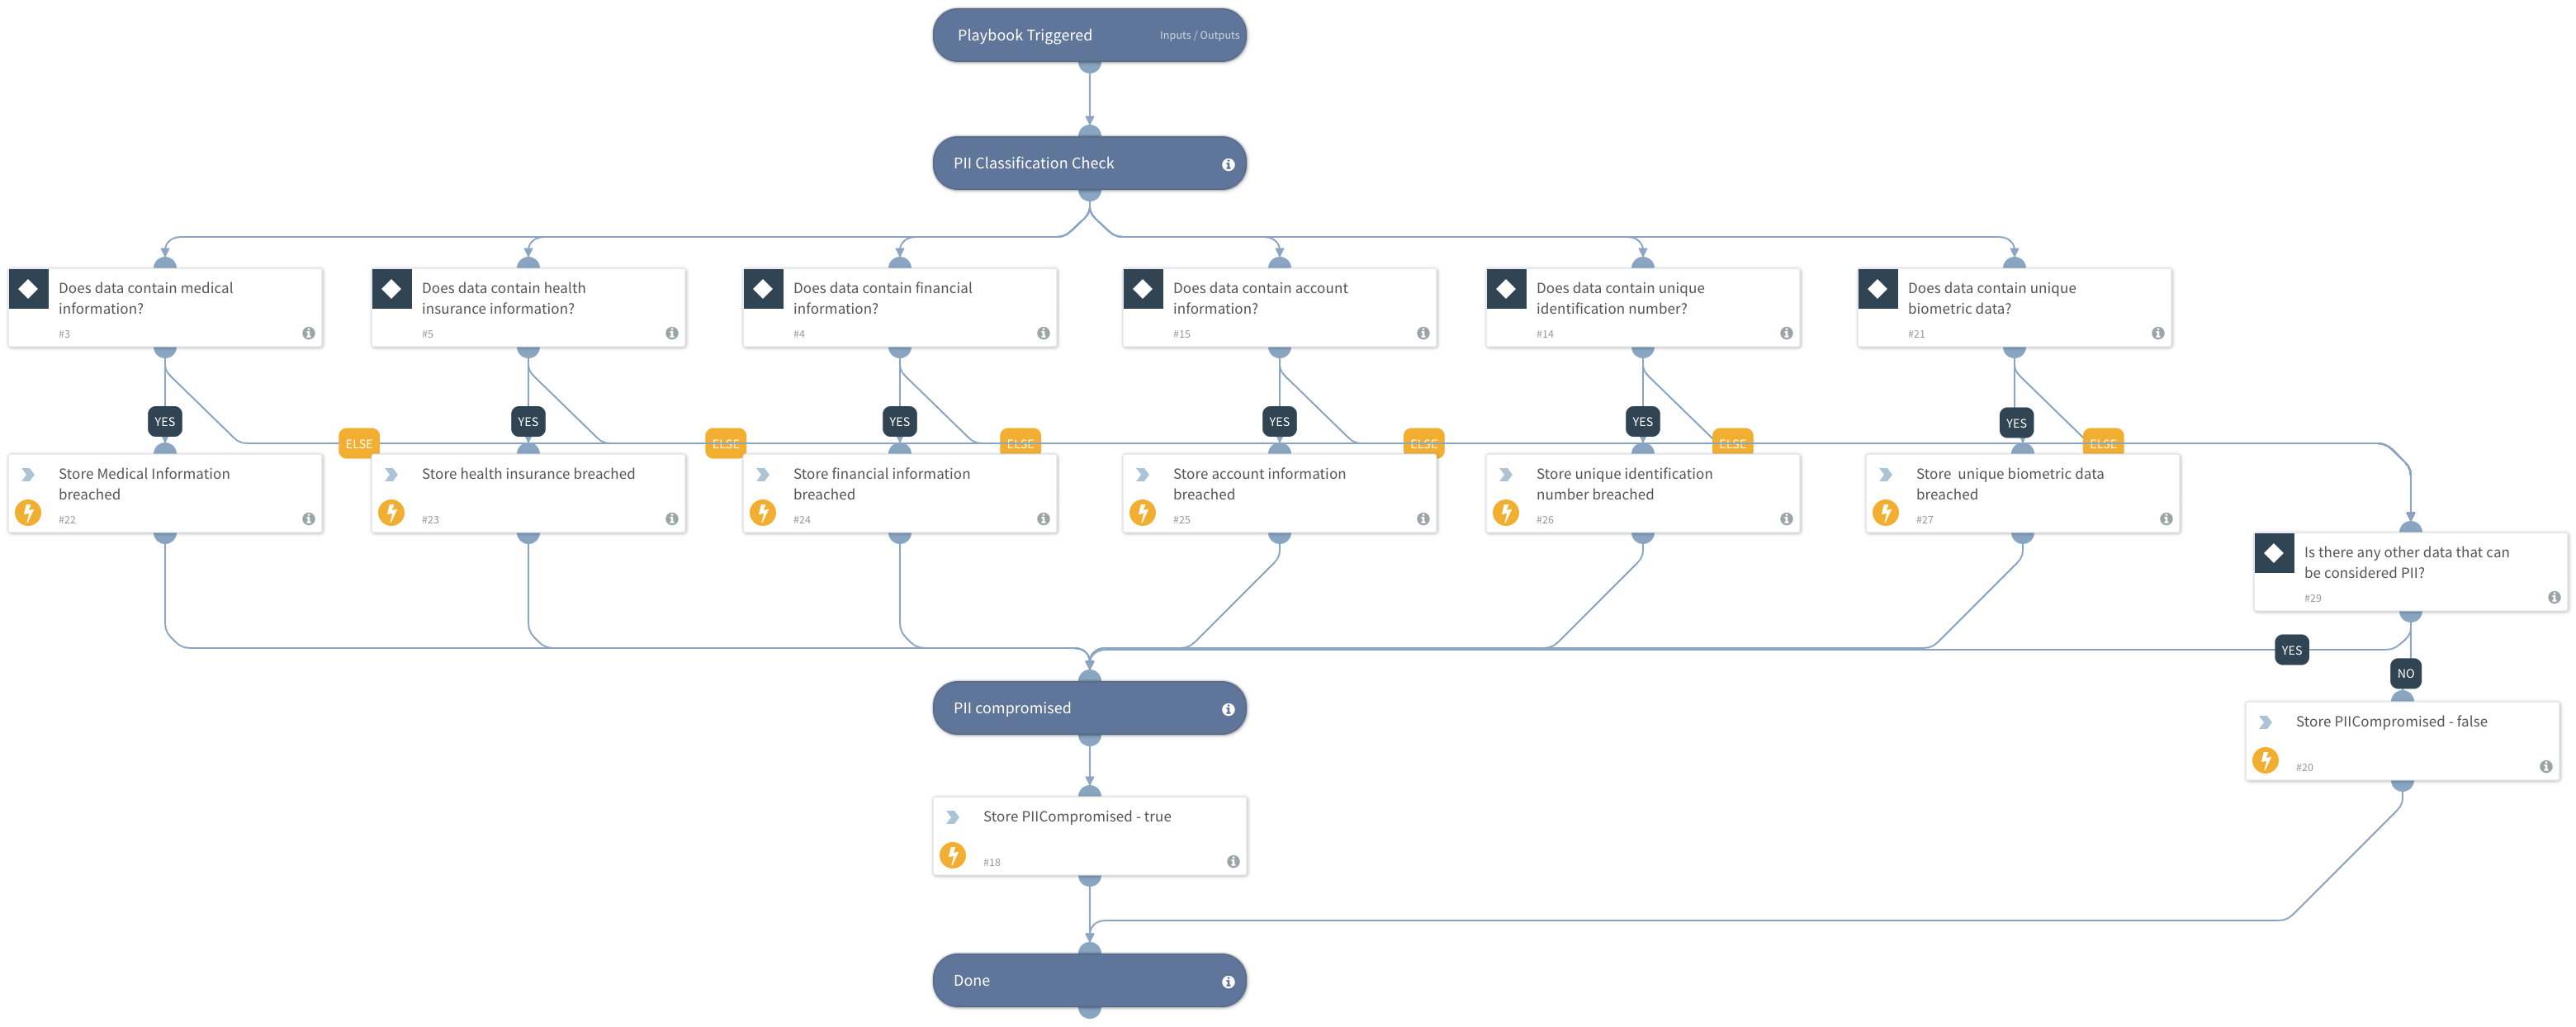 Playbook Triggered
Inputs / Outputs
PII Classification Check
Does data contain medical
information?
#3
Does data contain health
insurance information?
#5
Does data contain financial
information?
#4
Does data contain account
information?
#15
Does data contain unique
identification number?
#14
Does data contain unique
biometric data?
#21
YES
YES
YES
YES
YES
YES
ELSE
ELSE
ELSE
ELSE
ELSE
ELSE
Store Medical Information
breached
#22
Store health insurance breached
#23
Store financial information
breached
#24
Store account information
breached
#25
Store unique identification
number breached
#26
Store unique biometric data
breached
#27
Is there any other data that can
be considered PII?
#29
YES
NO
PII compromised
Store PIICompromised - false
#20
Store PIICompromised - true
#18
Done